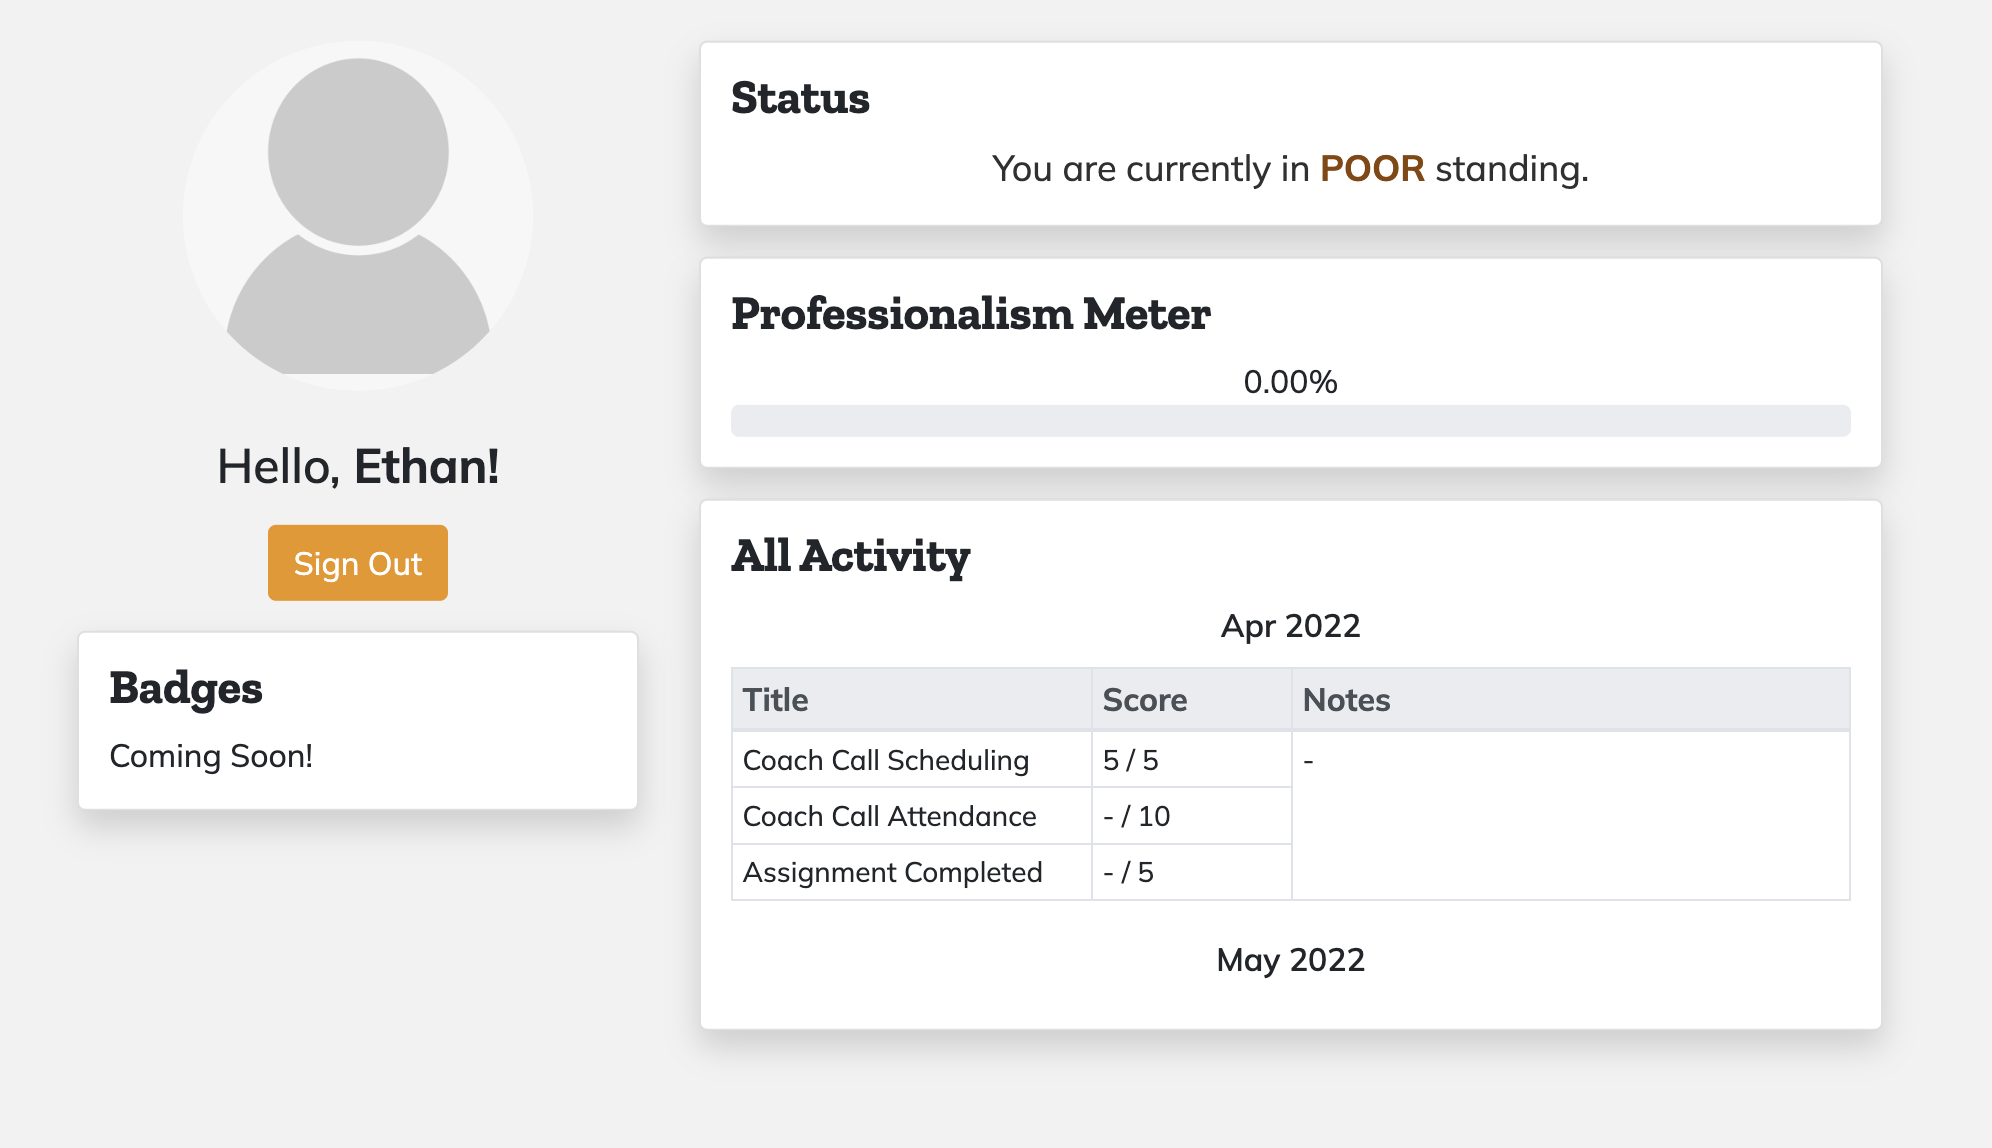 Hello, Ethan!
Sign Out
Badges
Coming Soon!
Status
You are currently in POOR standing.
Professionalism Meter
0.00%
All Activity
Apr 2022
Title Score Notes
Coach Call Scheduling 5 / 5 -
Coach Call Attendance - / 10
Assignment Completed - / 5
May 2022